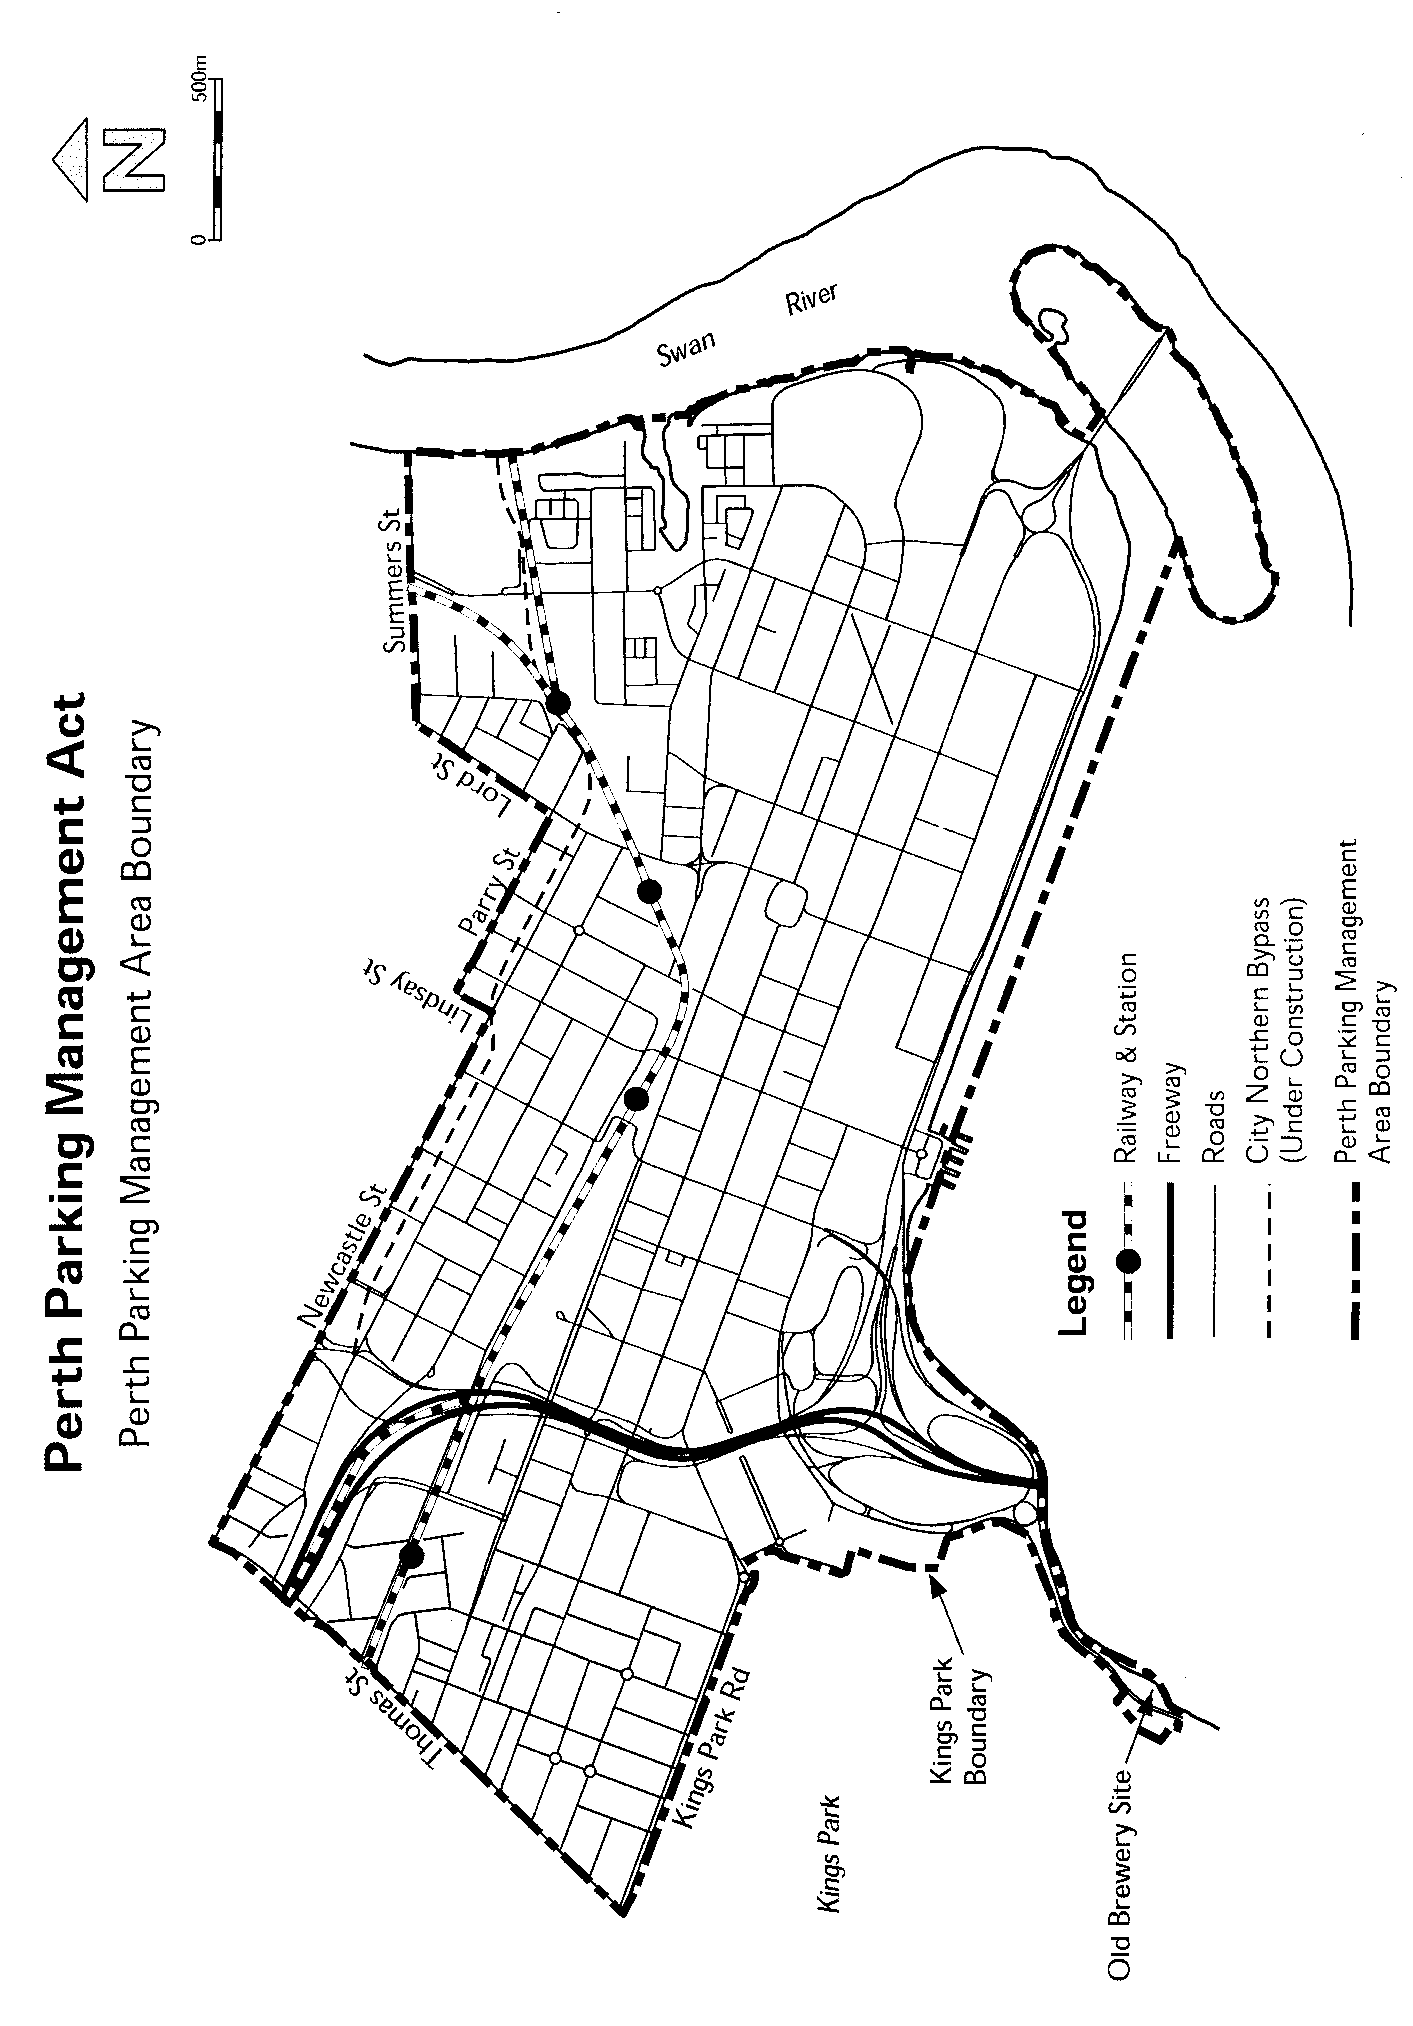 Perth Parking Management Act
Perth Parking Management Area Boundary
N
0 500m
Summers St
Lord St
Parry St
Lindsay St
Newcastle St
Thomas St
Kings Park Rd
Swan River
Kings Park
Kings Park
Boundary
Old Brewery Site
Legend
Railway & Station
Freeway
Roads
City Northern Bypass
(Under Construction)
Perth Parking Management
Area Boundary